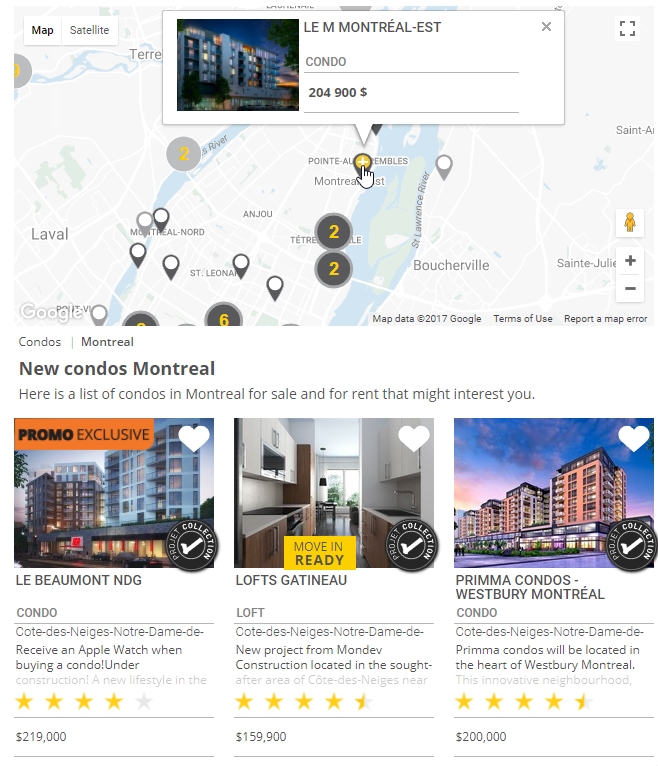 Map
Satellite
LE M MONTRÉAL-EST
CONDO
204 900 $
Terre
Saint-A
2
POINTE-AU
EMBLES
Montreal
St
Laval
MONTRÉAL-NORD
ANJOU
2
2
St Lawrence River
ST. LEONAR
Boucherville
Saint-Julie
6
Google
Map data ©2017 Google
Terms of Use
Report a map error
Condos | Montreal
New condos Montreal
Here is a list of condos in Montreal for sale and for rent that might interest you.
PROMO EXCLUSIVE
PROJET COLLECTION
LE BEAUMONT NDG
CONDO
Cote-des-Neiges-Notre-Dame-de-
Receive an Apple Watch when
buying a condo!Under
construction! A new lifestyle in the
$219,000
MOVE IN
READY
PROJET COLLECTION
LOFTS GATINEAU
LOFT
Cote-des-Neiges-Notre-Dame-de-
New project from Mondev
Construction located in the sought-
after area of Côte-des-Neiges near
$159,900
PROJET COLLECTION
PRIMMA CONDOS -
WESTBURY MONTRÉAL
CONDO
Cote-des-Neiges-Notre-Dame-de-
Primma condos will be located in
the heart of Westbury Montreal.
This innovative neighbourhood,
$200,000